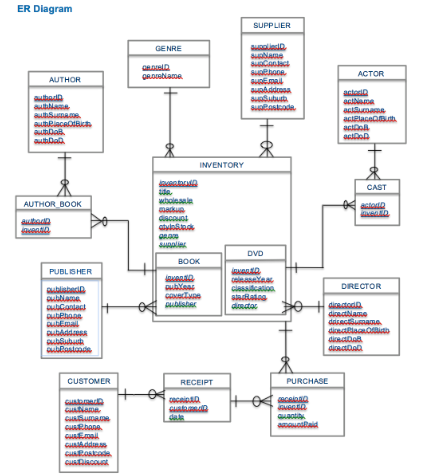 ER Diagram
SUPPLIER
supplierID
supName
supContact
supPhone
supEmail
supAddress
supSuburb
supPostcode
GENRE
genreID
genreName
AUTHOR
authorID
authName
authSurname
authPlaceOfBirth
authDoB
authDoD
ACTOR
actorID
actName
actSurname
actPlaceOfBirth
actDoB
actDoD
INVENTORY
inventoryID
title
wholesale
markup
discount
qtyInStock
genre
supplier
AUTHOR_BOOK
authorID
inventID
CAST
actorID
inventID
BOOK
inventID
pubYear
coverType
publisher
DVD
inventID
releaseYear
classification
starRating
director
PUBLISHER
publisherID
pubName
pubContact
pubPhone
pubEmail
pubAddress
pubSuburb
pubPostcode
DIRECTOR
directorID
directName
directSurname
directPlaceOfBirth
directDoB
directDoD
CUSTOMER
customerID
custName
custSurname
custPhone
custEmail
custAddress
custPostcode
custDiscount
RECEIPT
receiptID
customerID
date
PURCHASE
receiptID
inventID
quantity
amountPaid